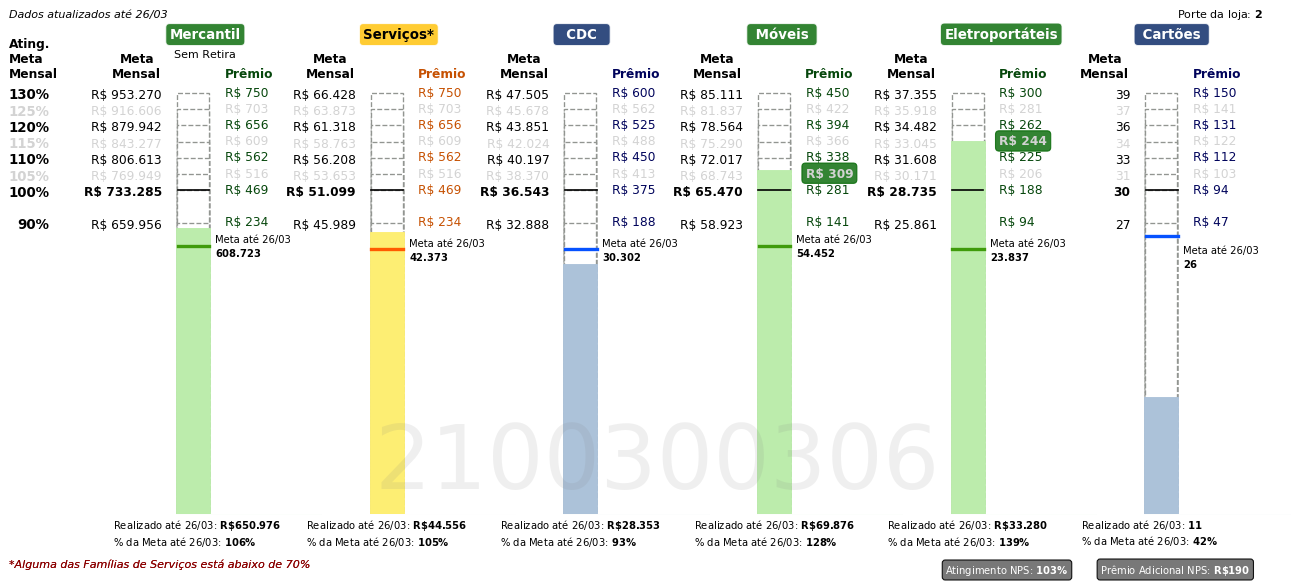 Dados atualizados até 26/03
Porte da loja: 2
Mercantil Serviços* CDC Móveis Eletroportáteis Cartões
Sem Retira
Ating. Meta Mensal
Meta Mensal Prêmio Meta Mensal Prêmio Meta Mensal Prêmio Meta Mensal Prêmio Meta Mensal Prêmio Meta Mensal Prêmio
130% R$ 953.270 R$ 750 R$ 66.428 R$ 750 R$ 47.505 R$ 600 R$ 85.111 R$ 450 R$ 37.355 R$ 300 39 R$ 150
125% R$ 916.606 R$ 703 R$ 63.873 R$ 703 R$ 45.678 R$ 562 R$ 81.837 R$ 422 R$ 35.918 R$ 281 37 R$ 141
120% R$ 879.942 R$ 656 R$ 61.318 R$ 656 R$ 43.851 R$ 525 R$ 78.564 R$ 394 R$ 34.482 R$ 262 36 R$ 131
115% R$ 843.277 R$ 609 R$ 58.763 R$ 609 R$ 42.024 R$ 488 R$ 75.290 R$ 366 R$ 33.045 R$ 244 34 R$ 122
110% R$ 806.613 R$ 562 R$ 56.208 R$ 562 R$ 40.197 R$ 450 R$ 72.017 R$ 338 R$ 31.608 R$ 225 33 R$ 112
105% R$ 769.949 R$ 516 R$ 53.653 R$ 516 R$ 38.370 R$ 413 R$ 68.743 R$ 309 R$ 30.171 R$ 206 31 R$ 103
100% R$ 733.285 R$ 469 R$ 51.099 R$ 469 R$ 36.543 R$ 375 R$ 65.470 R$ 281 R$ 28.735 R$ 188 30 R$ 94
90% R$ 659.956 R$ 234 R$ 45.989 R$ 234 R$ 32.888 R$ 188 R$ 58.923 R$ 141 R$ 25.861 R$ 94 27 R$ 47
Meta até 26/03 Meta até 26/03 Meta até 26/03 Meta até 26/03 Meta até 26/03 Meta até 26/03
608.723 42.373 30.302 54.452 23.837 26
2100300306
Realizado até 26/03: R$650.976 Realizado até 26/03: R$44.556 Realizado até 26/03: R$28.353 Realizado até 26/03: R$69.876 Realizado até 26/03: R$33.280 Realizado até 26/03: 11
% da Meta até 26/03: 106% % da Meta até 26/03: 105% % da Meta até 26/03: 93% % da Meta até 26/03: 128% % da Meta até 26/03: 139% % da Meta até 26/03: 42%
*Alguma das Famílias de Serviços está abaixo de 70%
Atingimento NPS: 103% Prêmio Adicional NPS: R$190